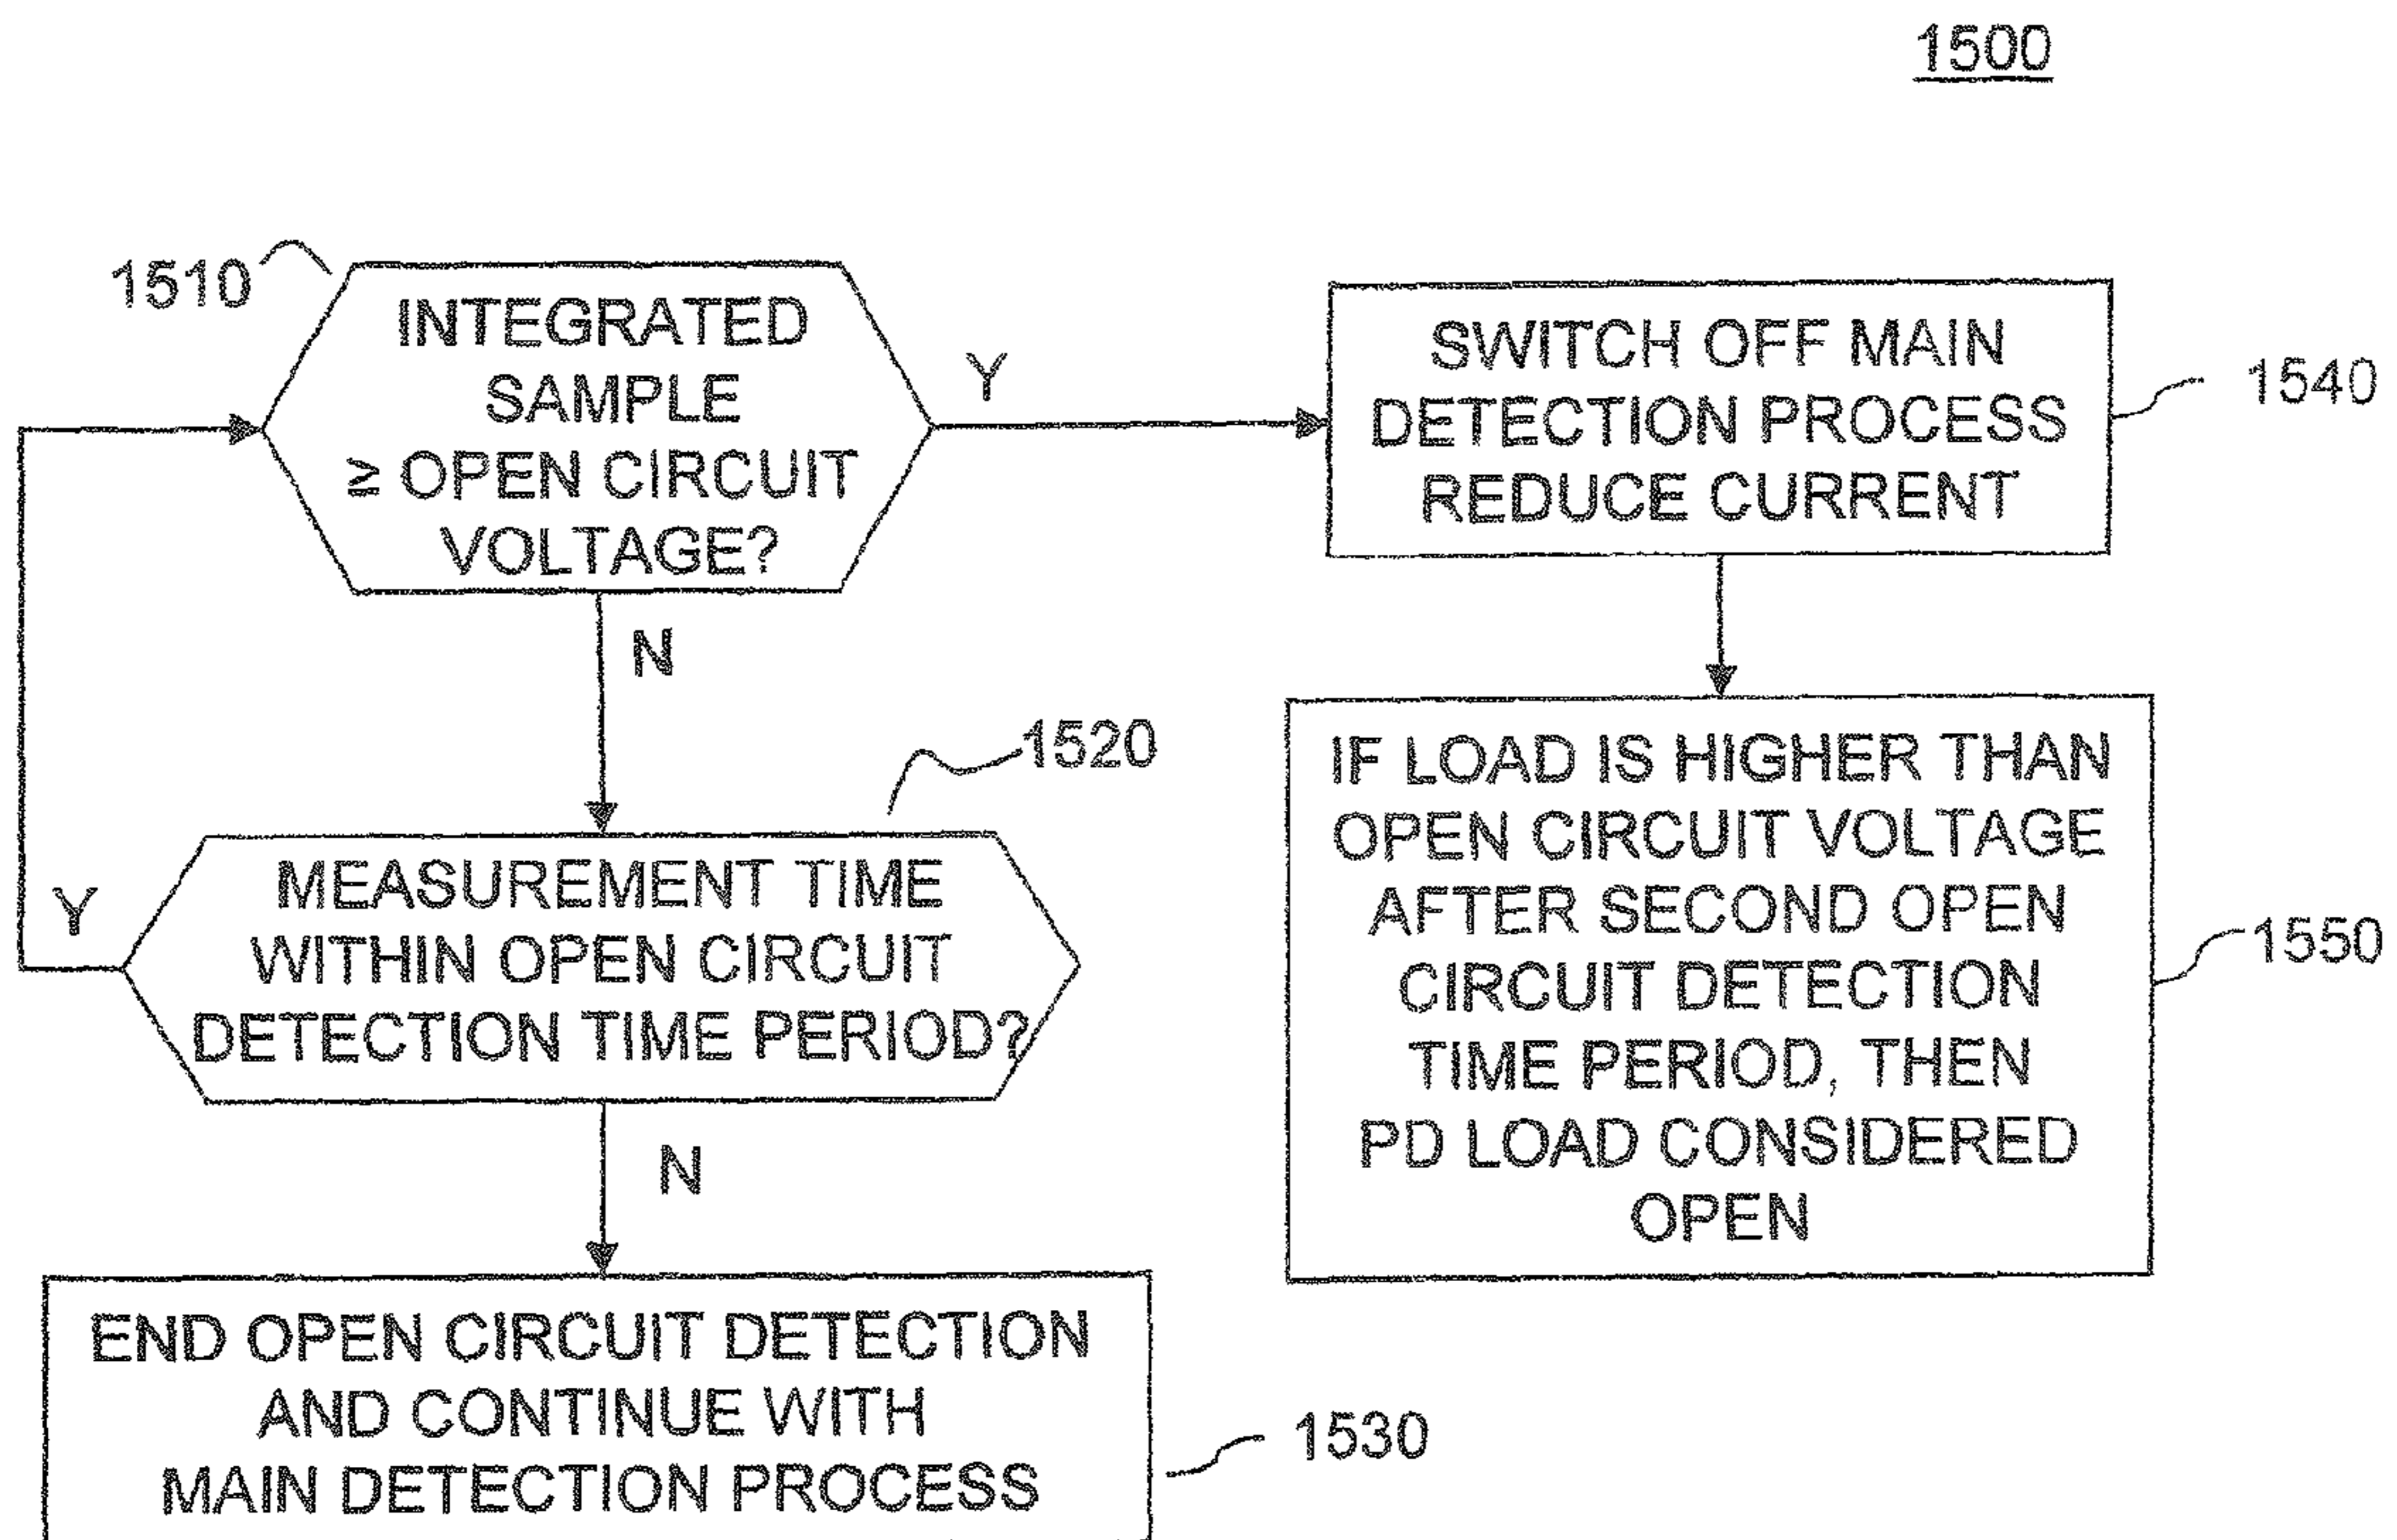 1500
1510
INTEGRATED
SAMPLE
≥ OPEN CIRCUIT
VOLTAGE?
Y
SWITCH OFF MAIN
DETECTION PROCESS
REDUCE CURRENT
1540
N
1520
MEASUREMENT TIME
WITHIN OPEN CIRCUIT
DETECTION TIME PERIOD?
Y
N
IF LOAD IS HIGHER THAN
OPEN CIRCUIT VOLTAGE
AFTER SECOND OPEN
CIRCUIT DETECTION
TIME PERIOD, THEN
PD LOAD CONSIDERED
OPEN
1550
END OPEN CIRCUIT DETECTION
AND CONTINUE WITH
MAIN DETECTION PROCESS
1530